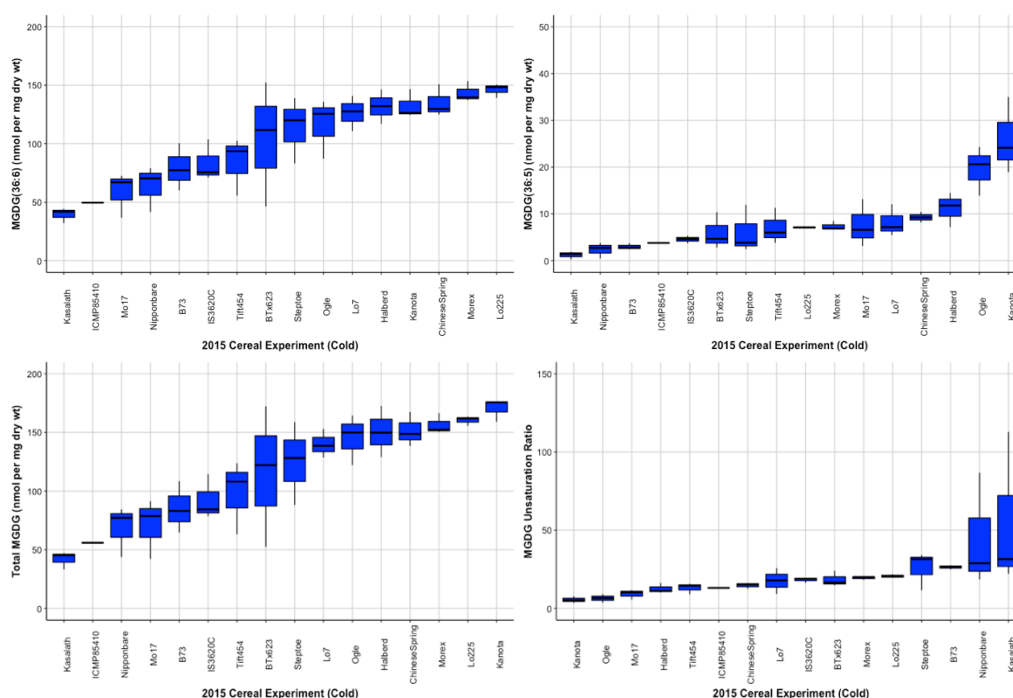 MGDG(36:6) (nmol per mg dry wt)
200
150
100
50
0
Kasalath
ICMP85410
Mo17
Nipponbare
B73
IS3620C
Tift454
BTx623
Steptoe
Ogle
Lo7
Halberd
Kanota
ChineseSpring
Morex
Lo225
2015 Cereal Experiment (Cold)
MGDG(36:5) (nmol per mg dry wt)
50
40
30
20
10
0
Kasalath
Nipponbare
B73
ICMP85410
IS3620C
BTx623
Steptoe
Tift454
Lo225
Morex
Mo17
Lo7
ChineseSpring
Halberd
Ogle
Kanota
2015 Cereal Experiment (Cold)
Total MGDG (nmol per mg dry wt)
200
150
100
50
0
Kasalath
ICMP85410
Nipponbare
Mo17
B73
IS3620C
Tift454
BTx623
Steptoe
Lo7
Ogle
Halberd
ChineseSpring
Morex
Lo225
Kanota
2015 Cereal Experiment (Cold)
MGDG Unsaturation Ratio
150
100
50
0
Kanota
Ogle
Mo17
Halberd
Tift454
ICMP85410
ChineseSpring
Lo7
IS3620C
BTx623
Morex
Lo225
Steptoe
B73
Nipponbare
Kasalath
2015 Cereal Experiment (Cold)